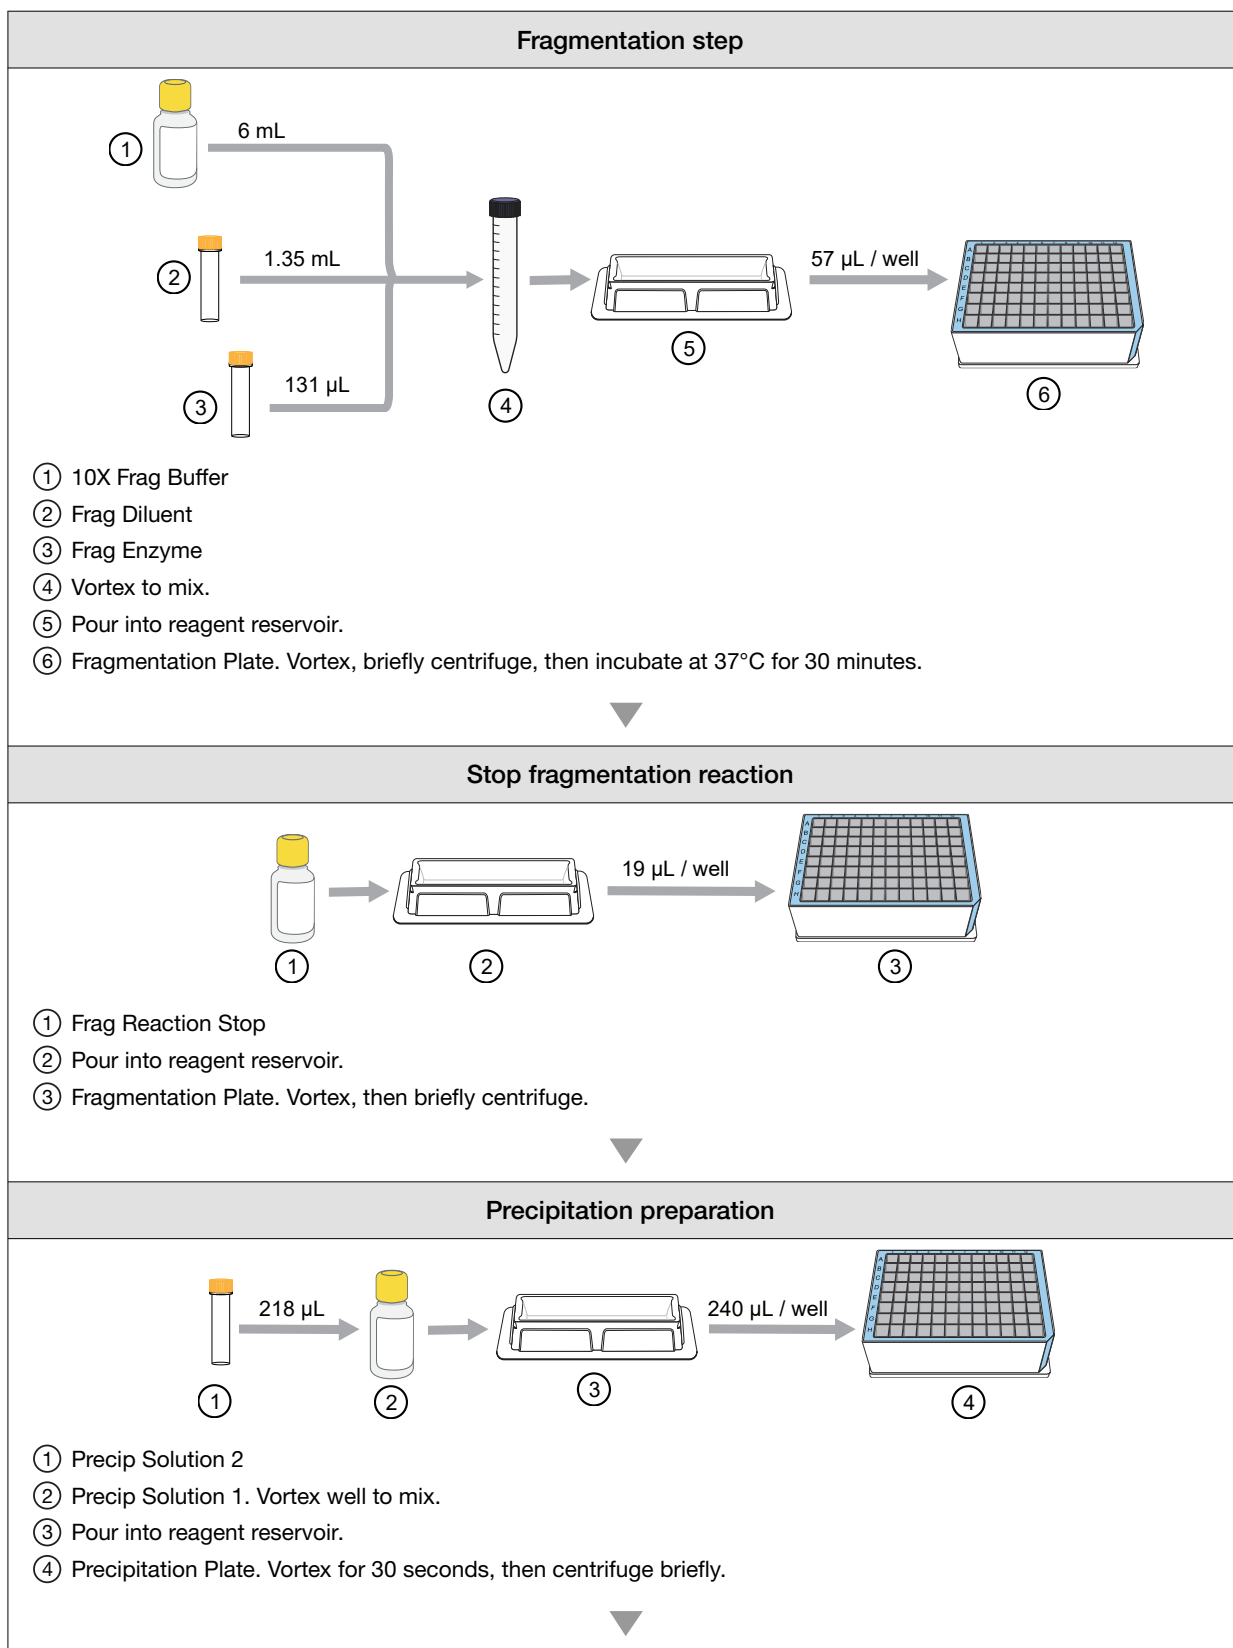 Fragmentation step
1
6 mL
2
1.35 mL
3
131 µL
4
5
57 µL / well
A
B
C
D
E
F
G
H
6
① 10X Frag Buffer
② Frag Diluent
③ Frag Enzyme
④ Vortex to mix.
⑤ Pour into reagent reservoir.
⑥ Fragmentation Plate. Vortex, briefly centrifuge, then incubate at 37°C for 30 minutes.
Stop fragmentation reaction
1
2
19 µL / well
A
B
C
D
E
F
G
H
3
① Frag Reaction Stop
② Pour into reagent reservoir.
③ Fragmentation Plate. Vortex, then briefly centrifuge.
Precipitation preparation
1
218 µL
2
3
240 µL / well
A
B
C
D
E
F
G
H
4
① Precip Solution 2
② Precip Solution 1. Vortex well to mix.
③ Pour into reagent reservoir.
④ Precipitation Plate. Vortex for 30 seconds, then centrifuge briefly.